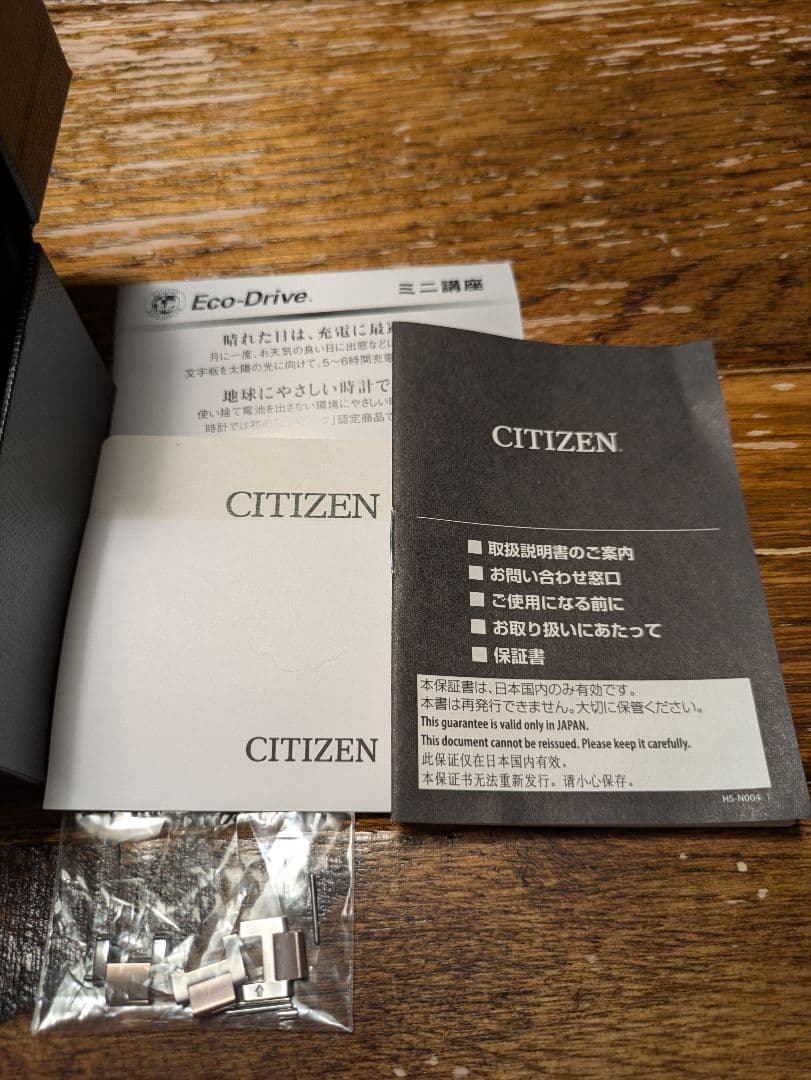 Eco-Drive
ミニ講座
晴れた日は、充電に最
月に一度、お天気の良い日に出窓などに
文字板を太陽の光に向けて、5〜6時間充電
地球にやさしい時計で
使い捨て電池を出さない環境にやさしい
時計では初の
認定商品で
CITIZEN
CITIZEN
CITIZEN
■ 取扱説明書のご案内
■ お問い合わせ窓口
■ ご使用になる前に
■ お取り扱いにあたって
■ 保証書
本保証書は、日本国内のみ有効です。
本書は再発行できません。大切に保管ください。
This guarantee is valid only in JAPAN.
This document cannot be reissued. Please keep it carefully.
此保证仅在日本国内有效。
本保证书无法重新发行。请小心保存。
HS-N004